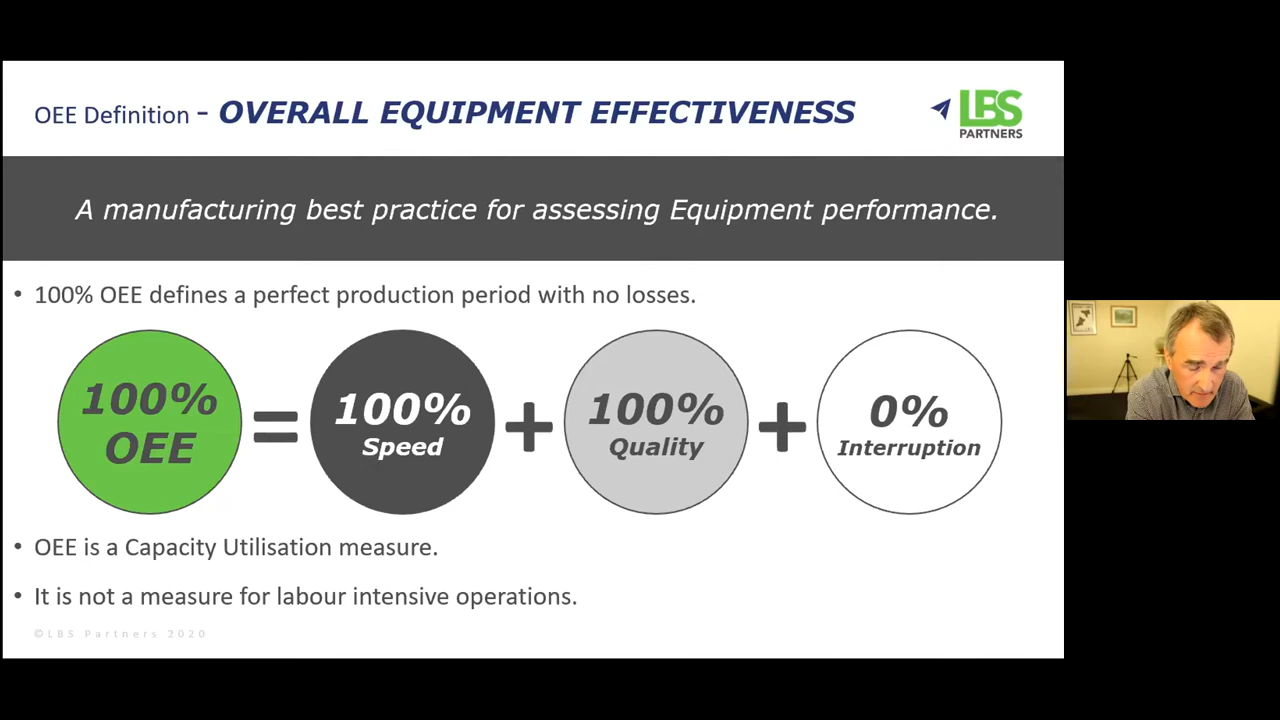 OEE Definition - OVERALL EQUIPMENT EFFECTIVENESS
LBS
PARTNERS
A manufacturing best practice for assessing Equipment performance.
• 100% OEE defines a perfect production period with no losses.
100%
OEE
=
100%
Speed
+
100%
Quality
+
0%
Interruption
• OEE is a Capacity Utilisation measure.
• It is not a measure for labour intensive operations.
©LBS Partners 2020